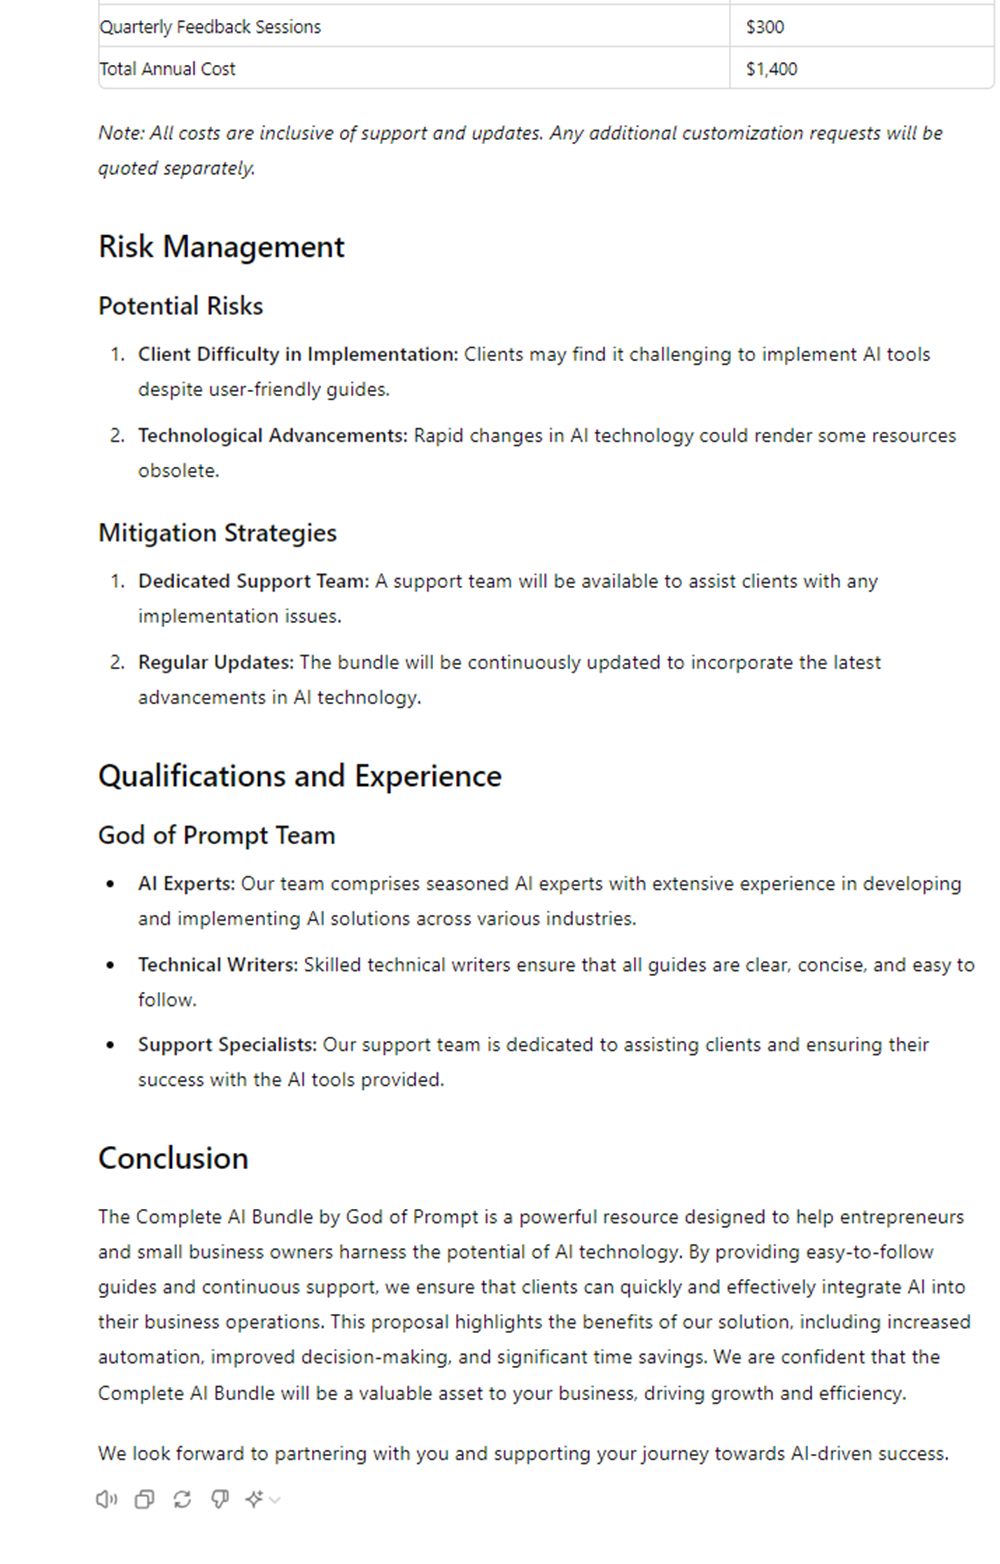 Quarterly Feedback Sessions $300
Total Annual Cost $1,400
Note: All costs are inclusive of support and updates. Any additional customization requests will be
quoted separately.
Risk Management
Potential Risks
1. Client Difficulty in Implementation: Clients may find it challenging to implement AI tools
despite user-friendly guides.
2. Technological Advancements: Rapid changes in AI technology could render some resources
obsolete.
Mitigation Strategies
1. Dedicated Support Team: A support team will be available to assist clients with any
implementation issues.
2. Regular Updates: The bundle will be continuously updated to incorporate the latest
advancements in AI technology.
Qualifications and Experience
God of Prompt Team
• AI Experts: Our team comprises seasoned AI experts with extensive experience in developing
and implementing AI solutions across various industries.
• Technical Writers: Skilled technical writers ensure that all guides are clear, concise, and easy to
follow.
• Support Specialists: Our support team is dedicated to assisting clients and ensuring their
success with the AI tools provided.
Conclusion
The Complete AI Bundle by God of Prompt is a powerful resource designed to help entrepreneurs
and small business owners harness the potential of AI technology. By providing easy-to-follow
guides and continuous support, we ensure that clients can quickly and effectively integrate AI into
their business operations. This proposal highlights the benefits of our solution, including increased
automation, improved decision-making, and significant time savings. We are confident that the
Complete AI Bundle will be a valuable asset to your business, driving growth and efficiency.
We look forward to partnering with you and supporting your journey towards AI-driven success.